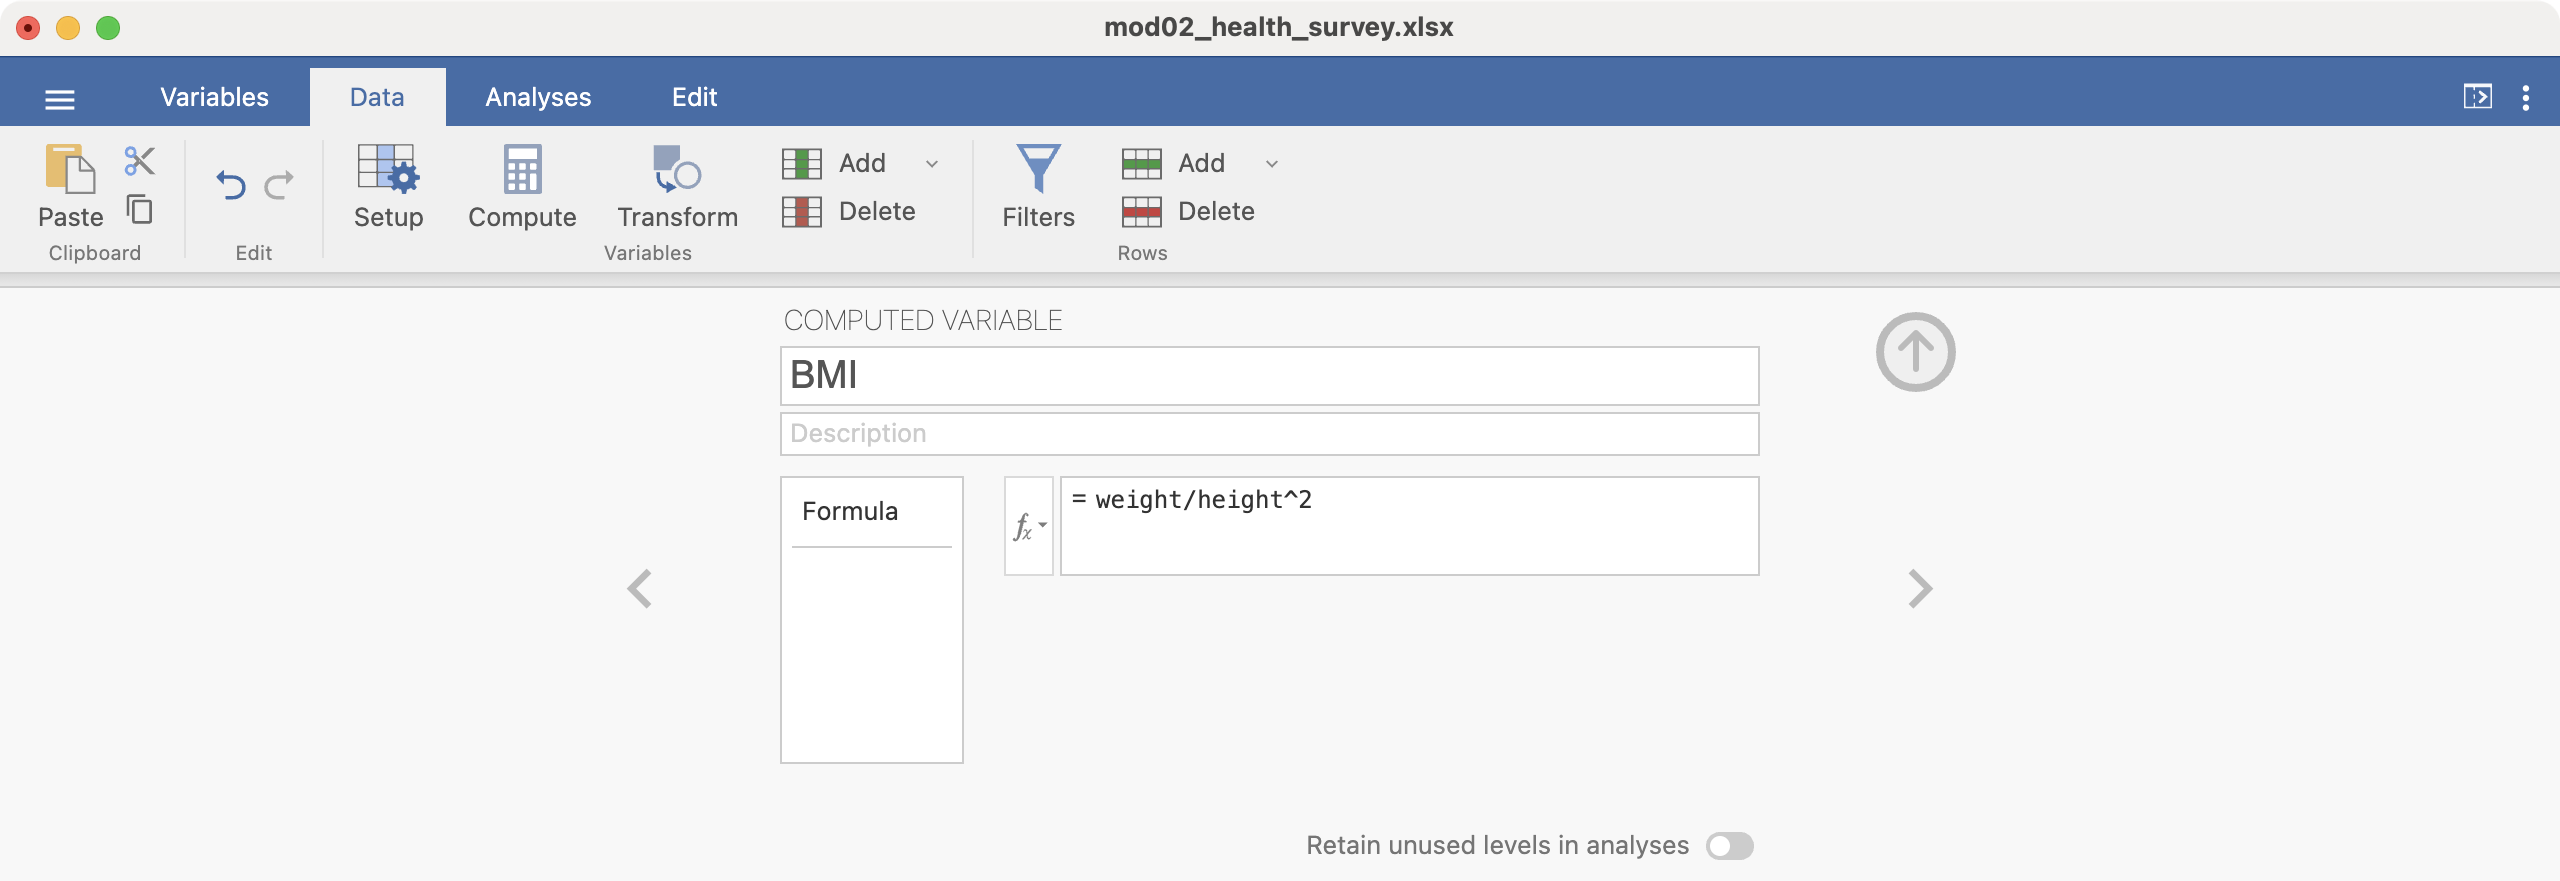 mod02_health_survey.xlsx
Variables Data Analyses Edit
Paste Setup Compute Transform Add Delete Filters Add Delete
Clipboard Edit Variables Rows
COMPUTED VARIABLE
BMI
Description
Formula
fx = weight/height^2
Retain unused levels in analyses